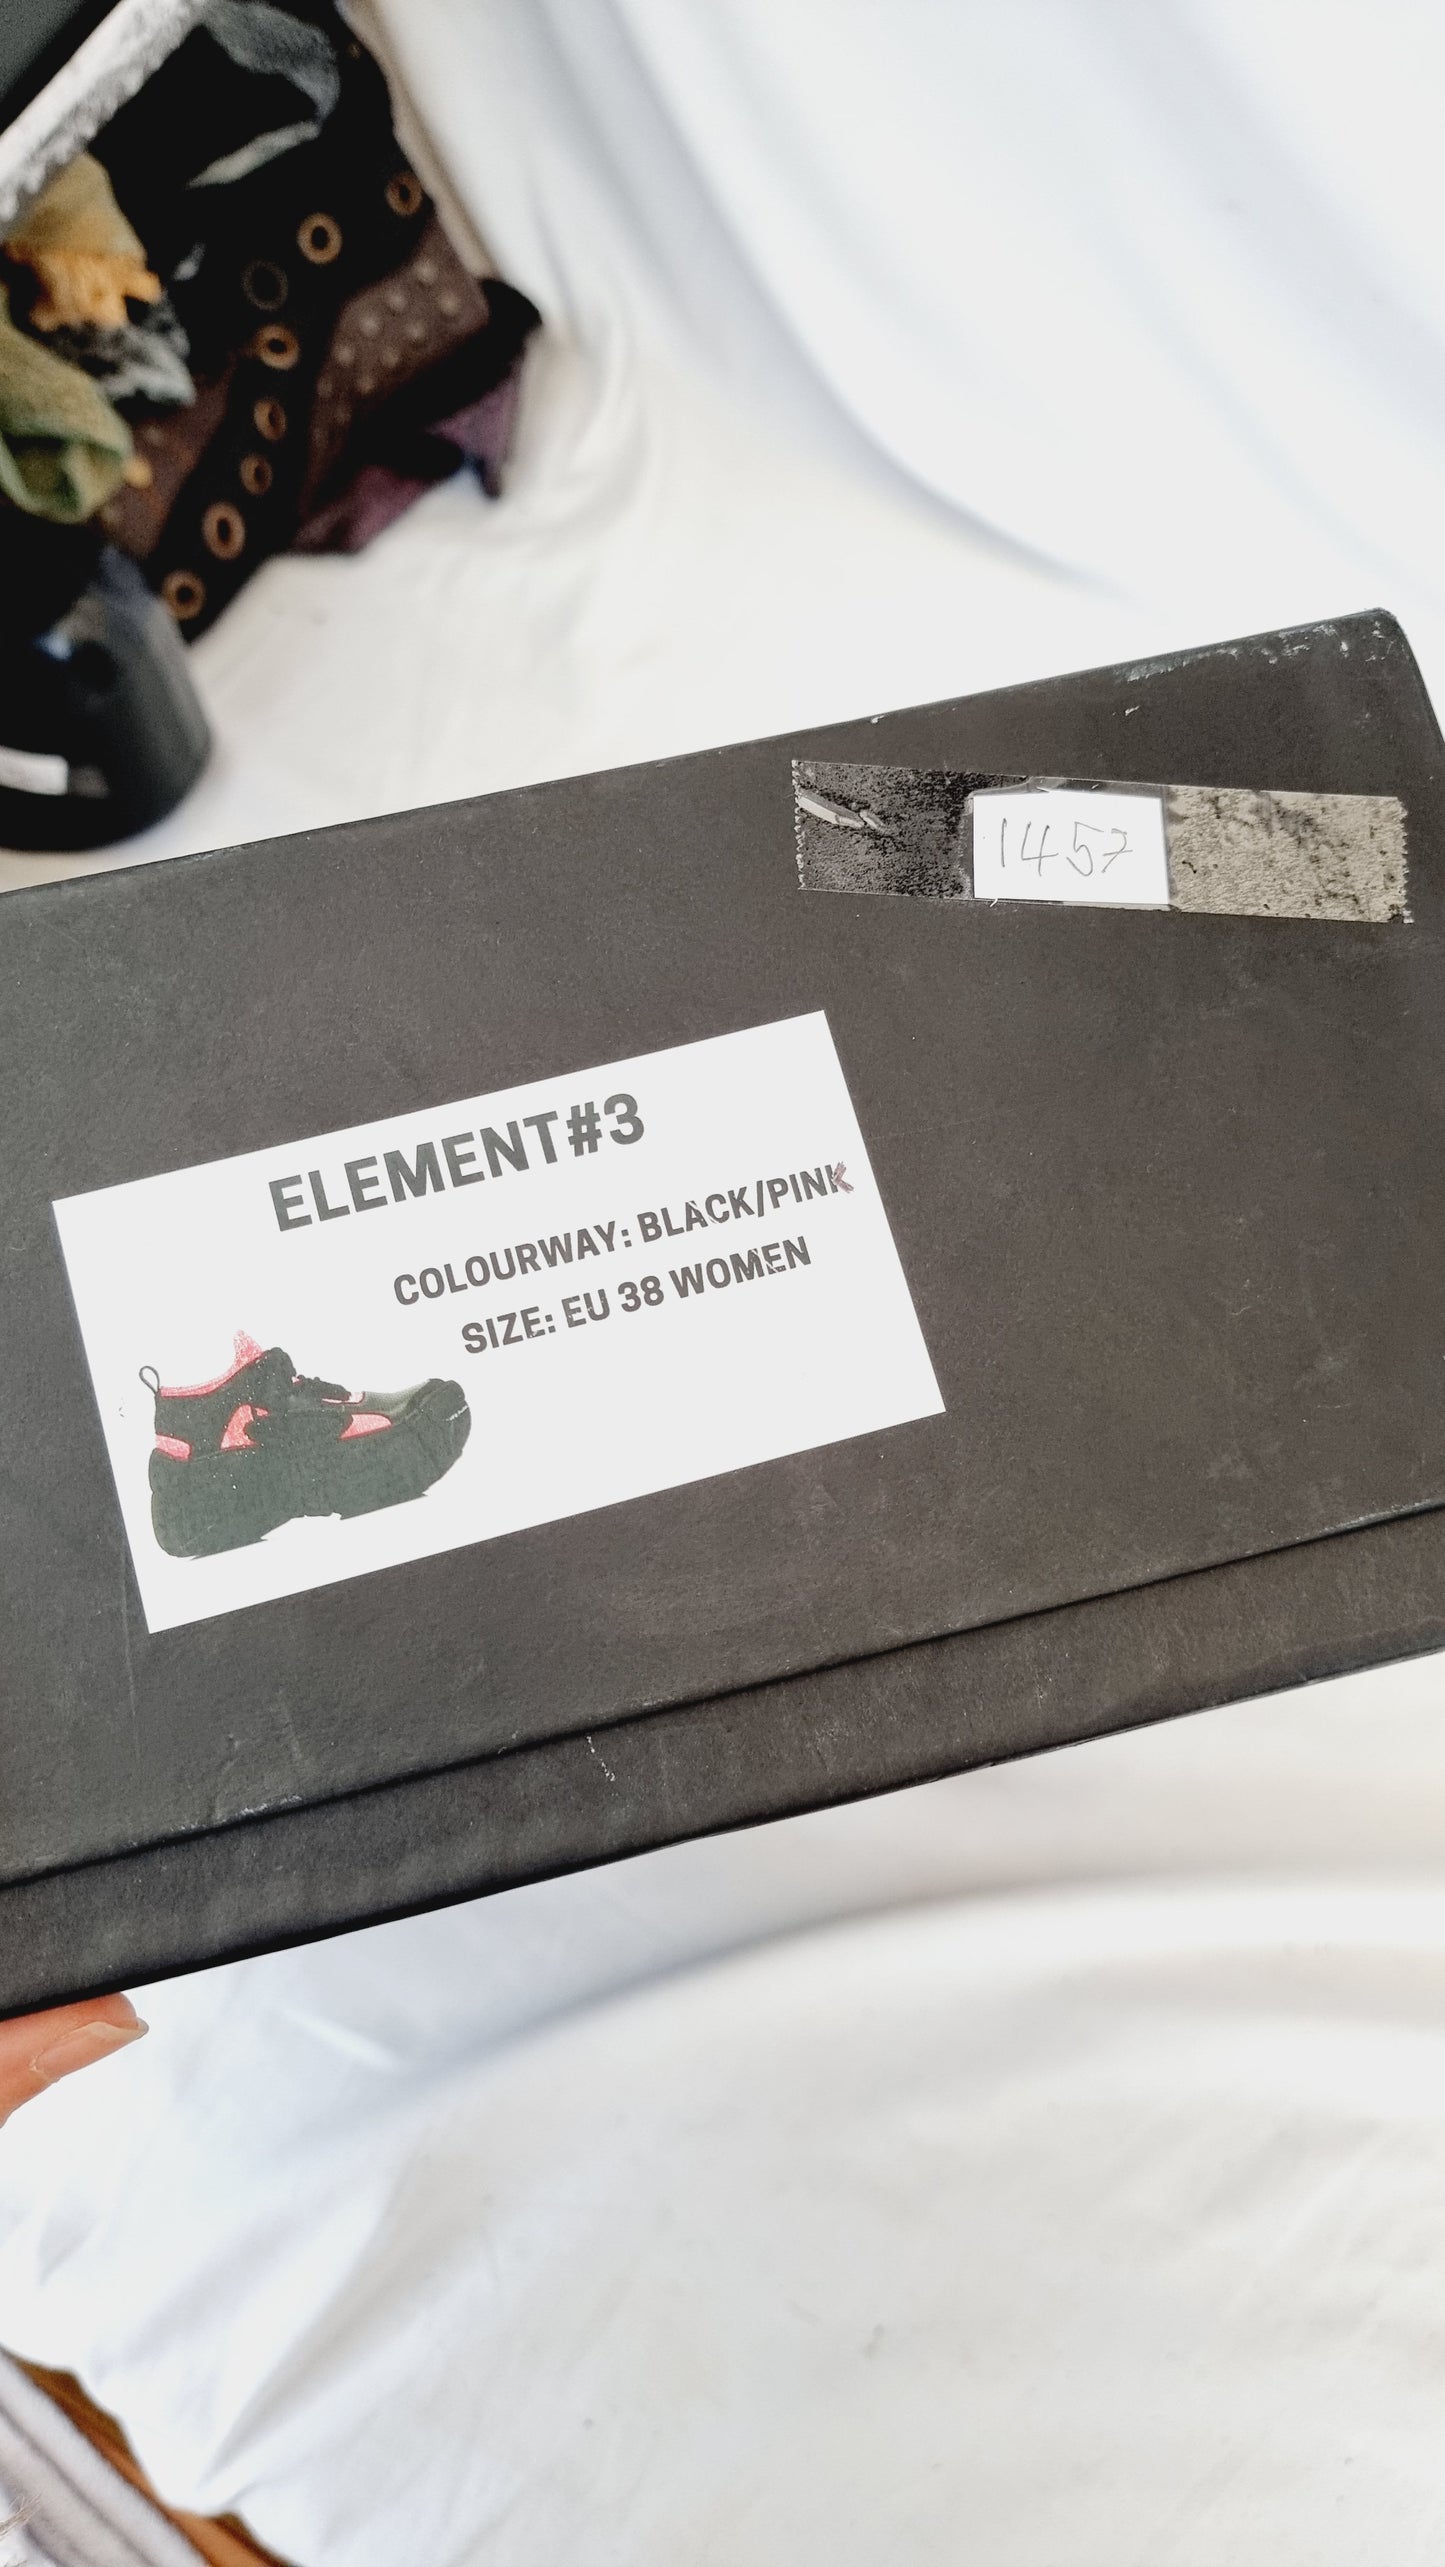 1457
ELEMENT#3
COLOURWAY: BLACK/PINK
SIZE: EU 38 WOMEN